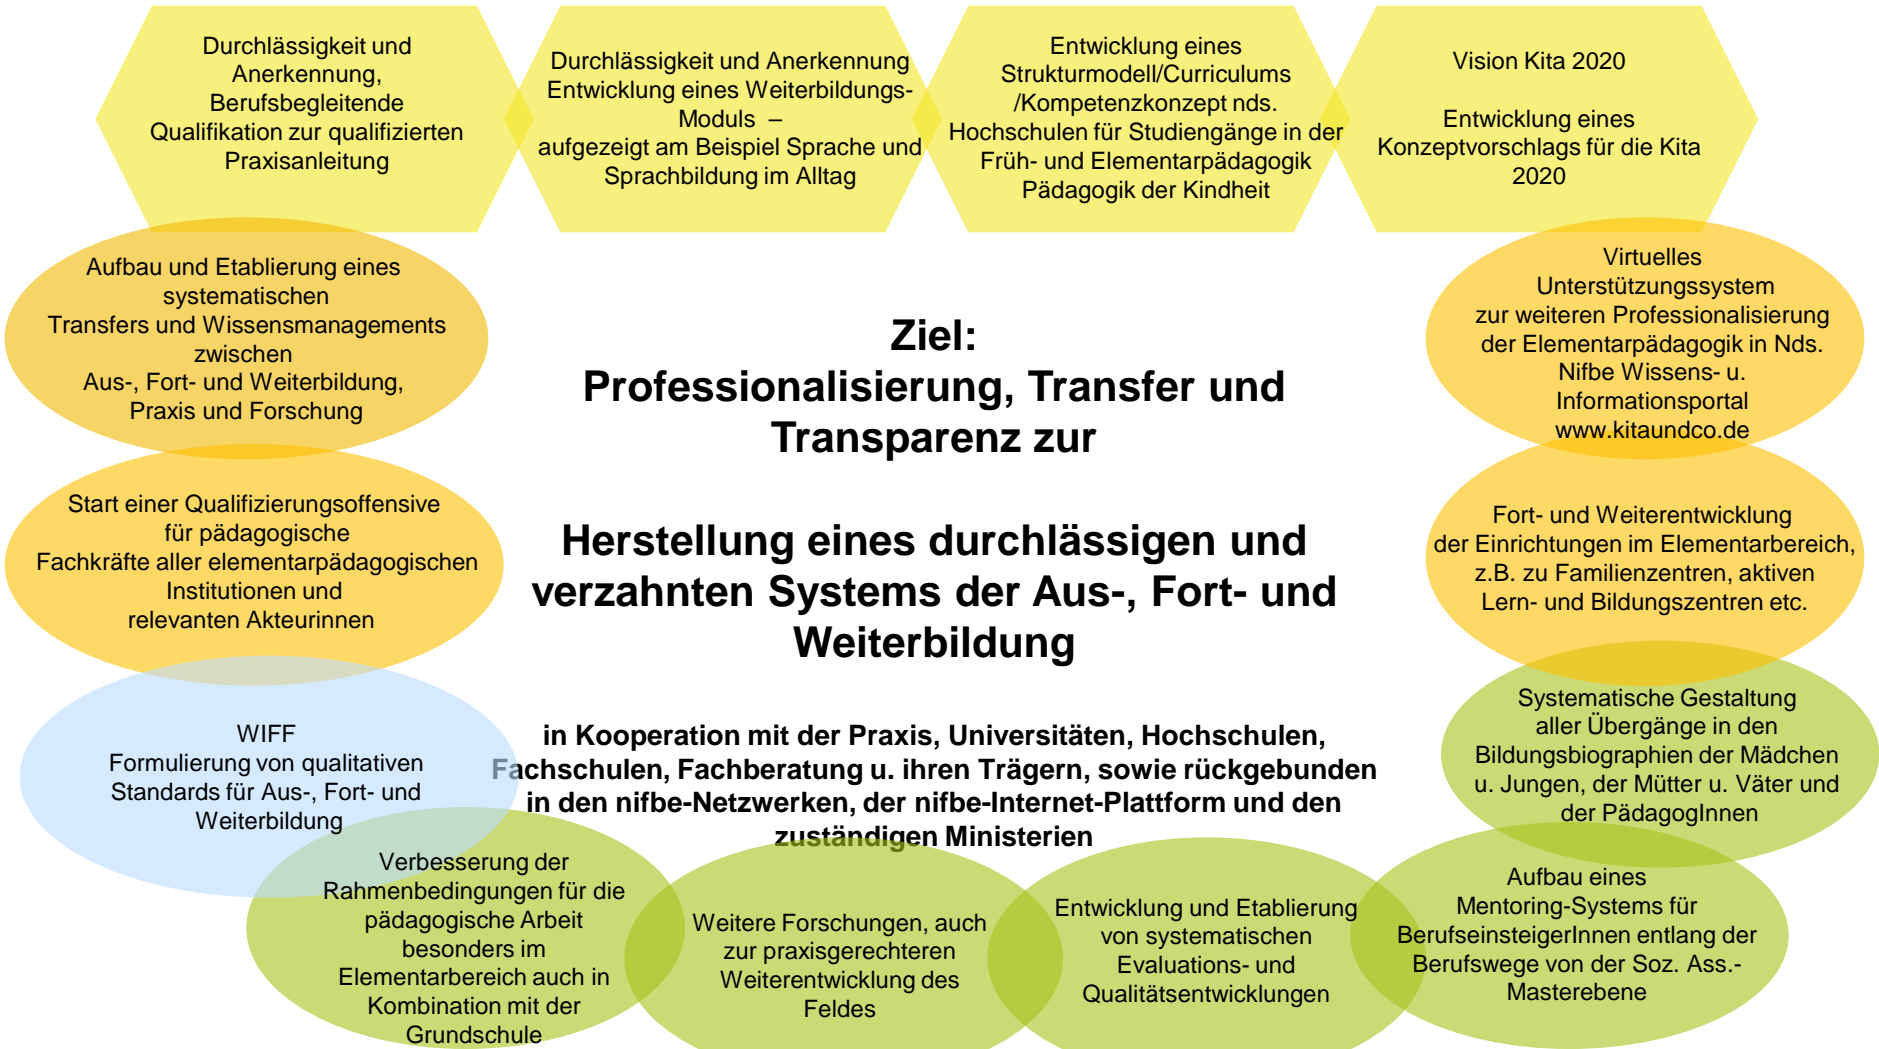 Durchlässigkeit und
Anerkennung,
Berufsbegleitende
Qualifikation zur qualifizierten
Praxisanleitung
Durchlässigkeit und Anerkennung
Entwicklung eines Weiterbildungs-
Moduls –
aufgezeigt am Beispiel Sprache und
Sprachbildung im Alltag
Entwicklung eines
Strukturmodell/Curriculums
/Kompetenzkonzept nds.
Hochschulen für Studiengänge in der
Früh- und Elementarpädagogik
Pädagogik der Kindheit
Vision Kita 2020
Entwicklung eines
Konzeptvorschlags für die Kita
2020
Aufbau und Etablierung eines
systematischen
Transfers und Wissensmanagements
zwischen
Aus-, Fort- und Weiterbildung,
Praxis und Forschung
Ziel:
Professionalisierung, Transfer und
Transparenz zur
Herstellung eines durchlässigen und
verzahnten Systems der Aus-, Fort- und
Weiterbildung
in Kooperation mit der Praxis, Universitäten, Hochschulen,
Fachschulen, Fachberatung u. ihren Trägern, sowie rückgebunden
in den nifbe-Netzwerken, der nifbe-Internet-Plattform und den
zuständigen Ministerien
Virtuelles
Unterstützungssystem
zur weiteren Professionalisierung
der Elementarpädagogik in Nds.
Nifbe Wissens- u.
Informationsportal
www.kitaundco.de
Start einer Qualifizierungsoffensive
für pädagogische
Fachkräfte aller elementarpädagogischen
Institutionen und
relevanten Akteurinnen
Fort- und Weiterentwicklung
der Einrichtungen im Elementarbereich,
z.B. zu Familienzentren, aktiven
Lern- und Bildungszentren etc.
WIFF
Formulierung von qualitativen
Standards für Aus-, Fort- und
Weiterbildung
Systematische Gestaltung
aller Übergänge in den
Bildungsbiographien der Mädchen
u. Jungen, der Mütter u. Väter und
der PädagogInnen
Verbesserung der
Rahmenbedingungen für die
pädagogische Arbeit
besonders im
Elementarbereich auch in
Kombination mit der
Grundschule
Weitere Forschungen, auch
zur praxisgerechteren
Weiterentwicklung des
Feldes
Entwicklung und Etablierung
von systematischen
Evaluations- und
Qualitätsentwicklungen
Aufbau eines
Mentoring-Systems für
BerufseinsteigerInnen entlang der
Berufswege von der Soz. Ass.-
Masterebene